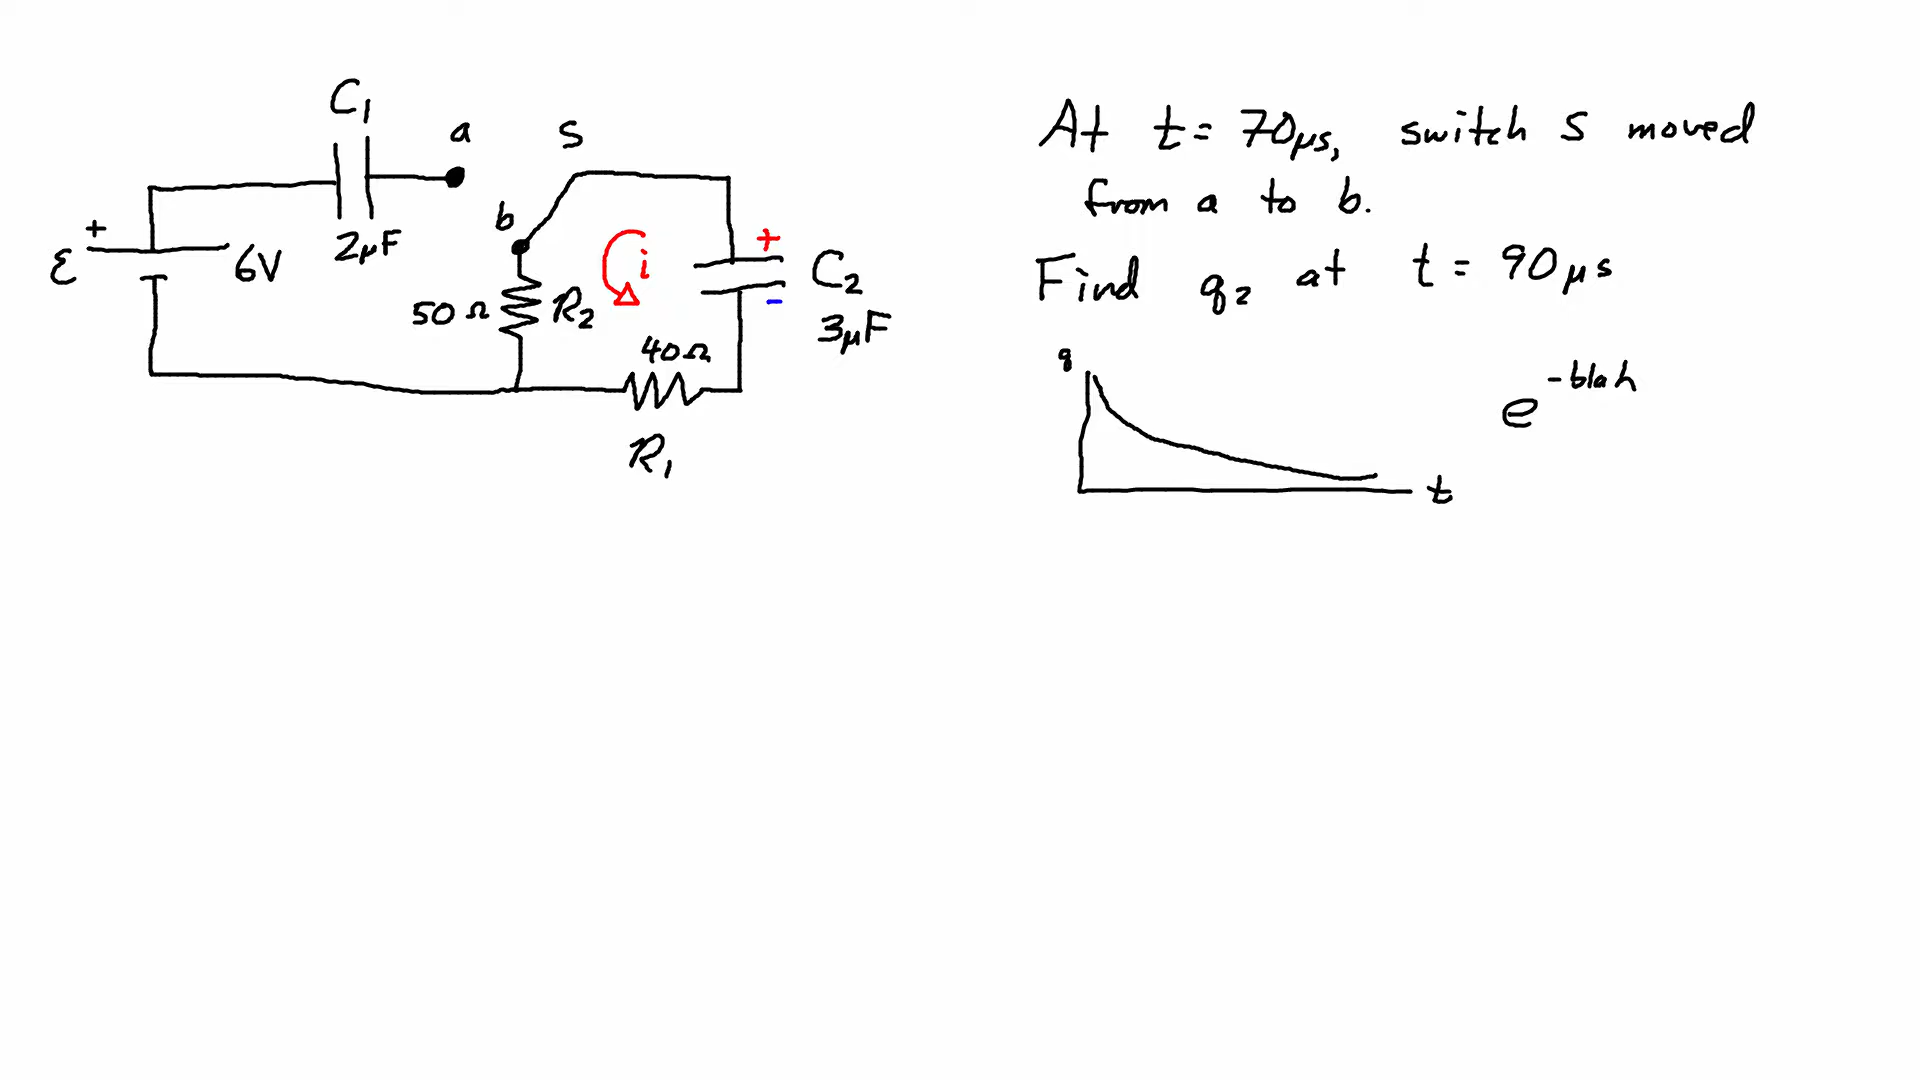 C1
a
S
b
+
ε
6V
2μF
i
+
-
C2
3μF
50Ω
R2
40Ω
R1
At t = 70μs, switch S moved
from a to b.
Find q2 at t = 90μs
q
t
e^-blah